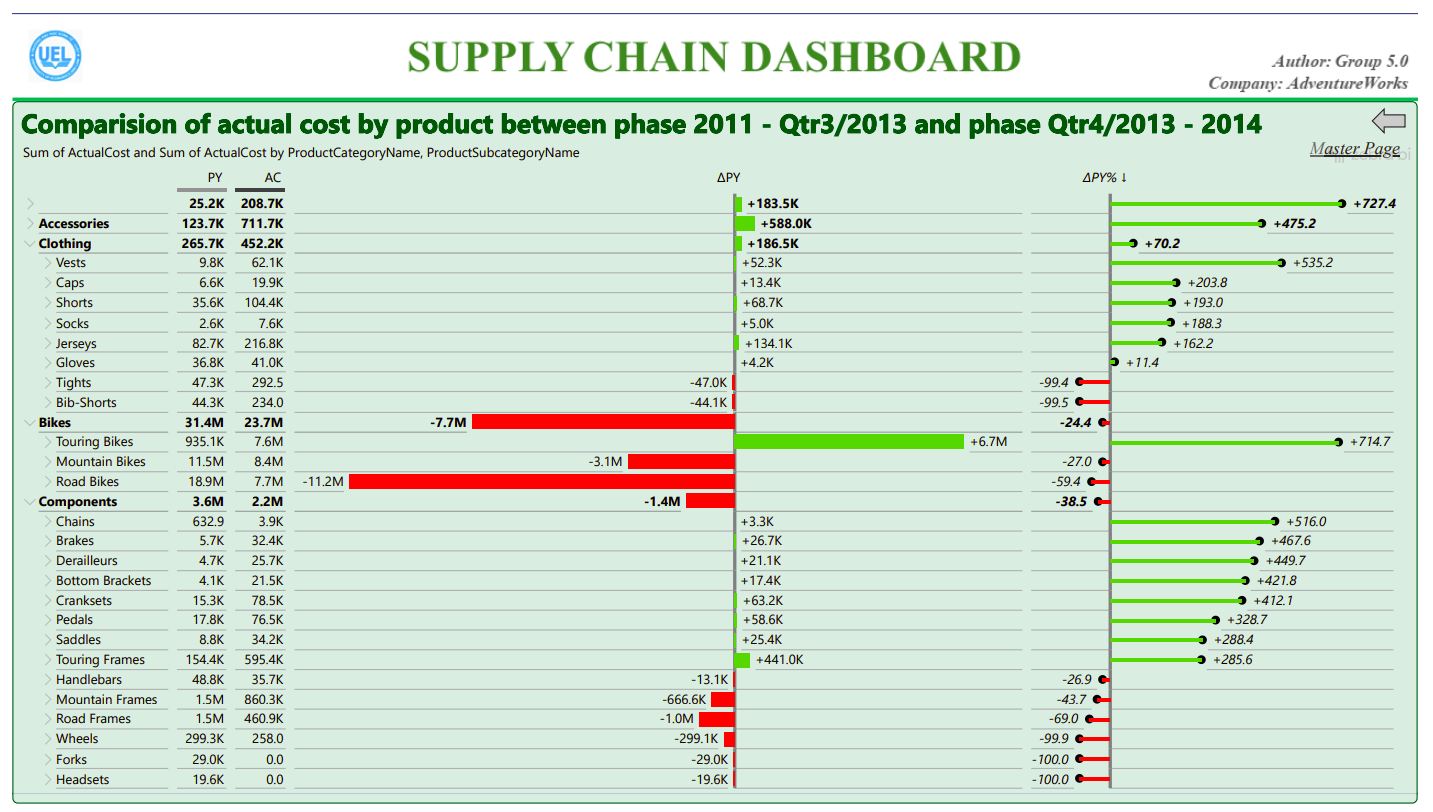 UEL
SUPPLY CHAIN DASHBOARD
Author: Group 5.0
Company: AdventureWorks
Comparision of actual cost by product between phase 2011 - Qtr3/2013 and phase Qtr4/2013 - 2014
Sum of ActualCost and Sum of ActualCost by ProductCategoryName, ProductSubcategoryName
Master Page
PY AC ΔPY ΔPY% ↓
25.2K 208.7K +183.5K +727.4
Accessories 123.7K 711.7K +588.0K +475.2
Clothing 265.7K 452.2K +186.5K +70.2
Vests 9.8K 62.1K +52.3K +535.2
Caps 6.6K 19.9K +13.4K +203.8
Shorts 35.6K 104.4K +68.7K +193.0
Socks 2.6K 7.6K +5.0K +188.3
Jerseys 82.7K 216.8K +134.1K +162.2
Gloves 36.8K 41.0K +4.2K +11.4
Tights 47.3K 292.5 -47.0K -99.4
Bib-Shorts 44.3K 234.0 -44.1K -99.5
Bikes 31.4M 23.7M -7.7M -24.4
Touring Bikes 935.1K 7.6M +6.7M +714.7
Mountain Bikes 11.5M 8.4M -3.1M -27.0
Road Bikes 18.9M 7.7M -11.2M -59.4
Components 3.6M 2.2M -1.4M -38.5
Chains 632.9 3.9K +3.3K +516.0
Brakes 5.7K 32.4K +26.7K +467.6
Derailleurs 4.7K 25.7K +21.1K +449.7
Bottom Brackets 4.1K 21.5K +17.4K +421.8
Cranksets 15.3K 78.5K +63.2K +412.1
Pedals 17.8K 76.5K +58.6K +328.7
Saddles 8.8K 34.2K +25.4K +288.4
Touring Frames 154.4K 595.4K +441.0K +285.6
Handlebars 48.8K 35.7K -13.1K -26.9
Mountain Frames 1.5M 860.3K -666.6K -43.7
Road Frames 1.5M 460.9K -1.0M -69.0
Wheels 299.3K 258.0 -299.1K -99.9
Forks 29.0K 0.0 -29.0K -100.0
Headsets 19.6K 0.0 -19.6K -100.0